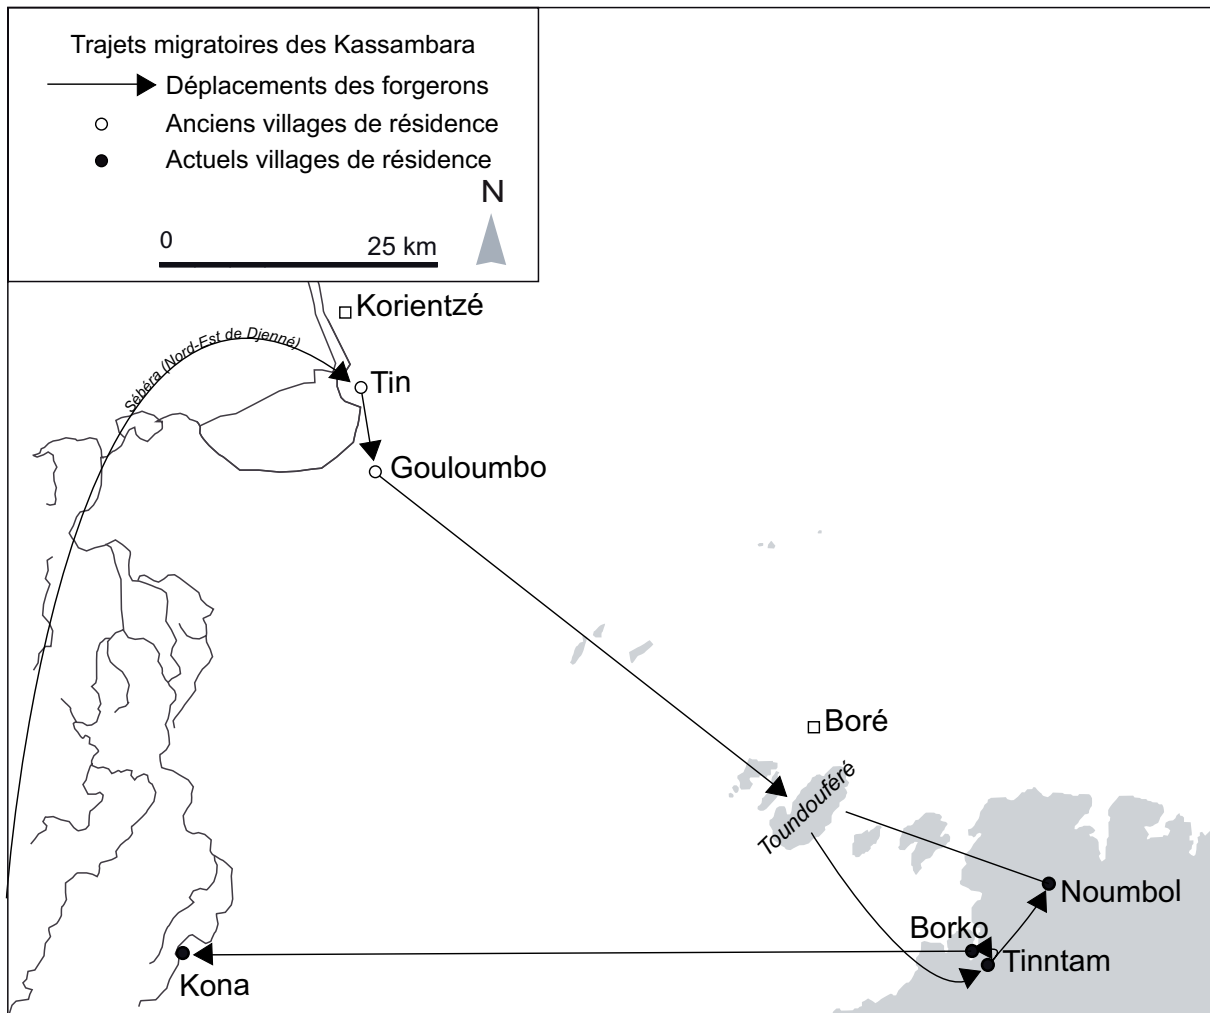 Trajets migratoires des Kassambara
Déplacements des forgerons
Anciens villages de résidence
Actuels villages de résidence
N
0 25 km
Korientzé
Sébéra (Nord-Est de Djenné)
Tin
Gouloumbo
Boré
Toundouféré
Noumbol
Borko
Tinntam
Kona